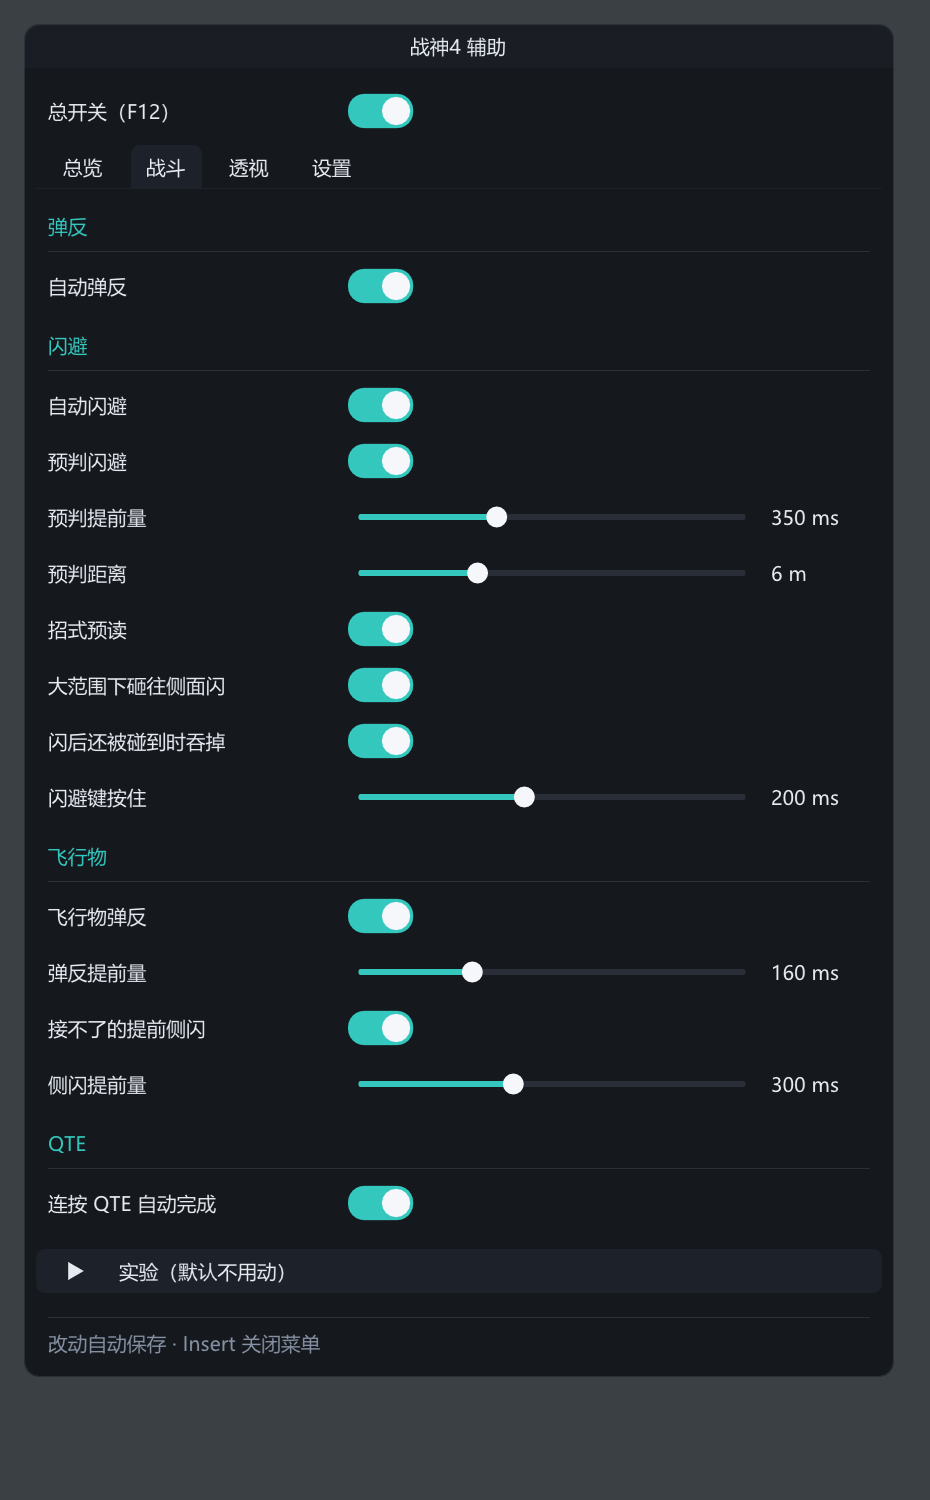 战神4 辅助
总开关（F12）
总览 战斗 透视 设置
弹反
自动弹反
闪避
自动闪避
预判闪避
预判提前量 350 ms
预判距离 6 m
招式预读
大范围下砸往侧面闪
闪后还被碰到时吞掉
闪避键按住 200 ms
飞行物
飞行物弹反
弹反提前量 160 ms
接不了的提前侧闪
侧闪提前量 300 ms
QTE
连按 QTE 自动完成
实验（默认不用动）
改动自动保存 · Insert 关闭菜单